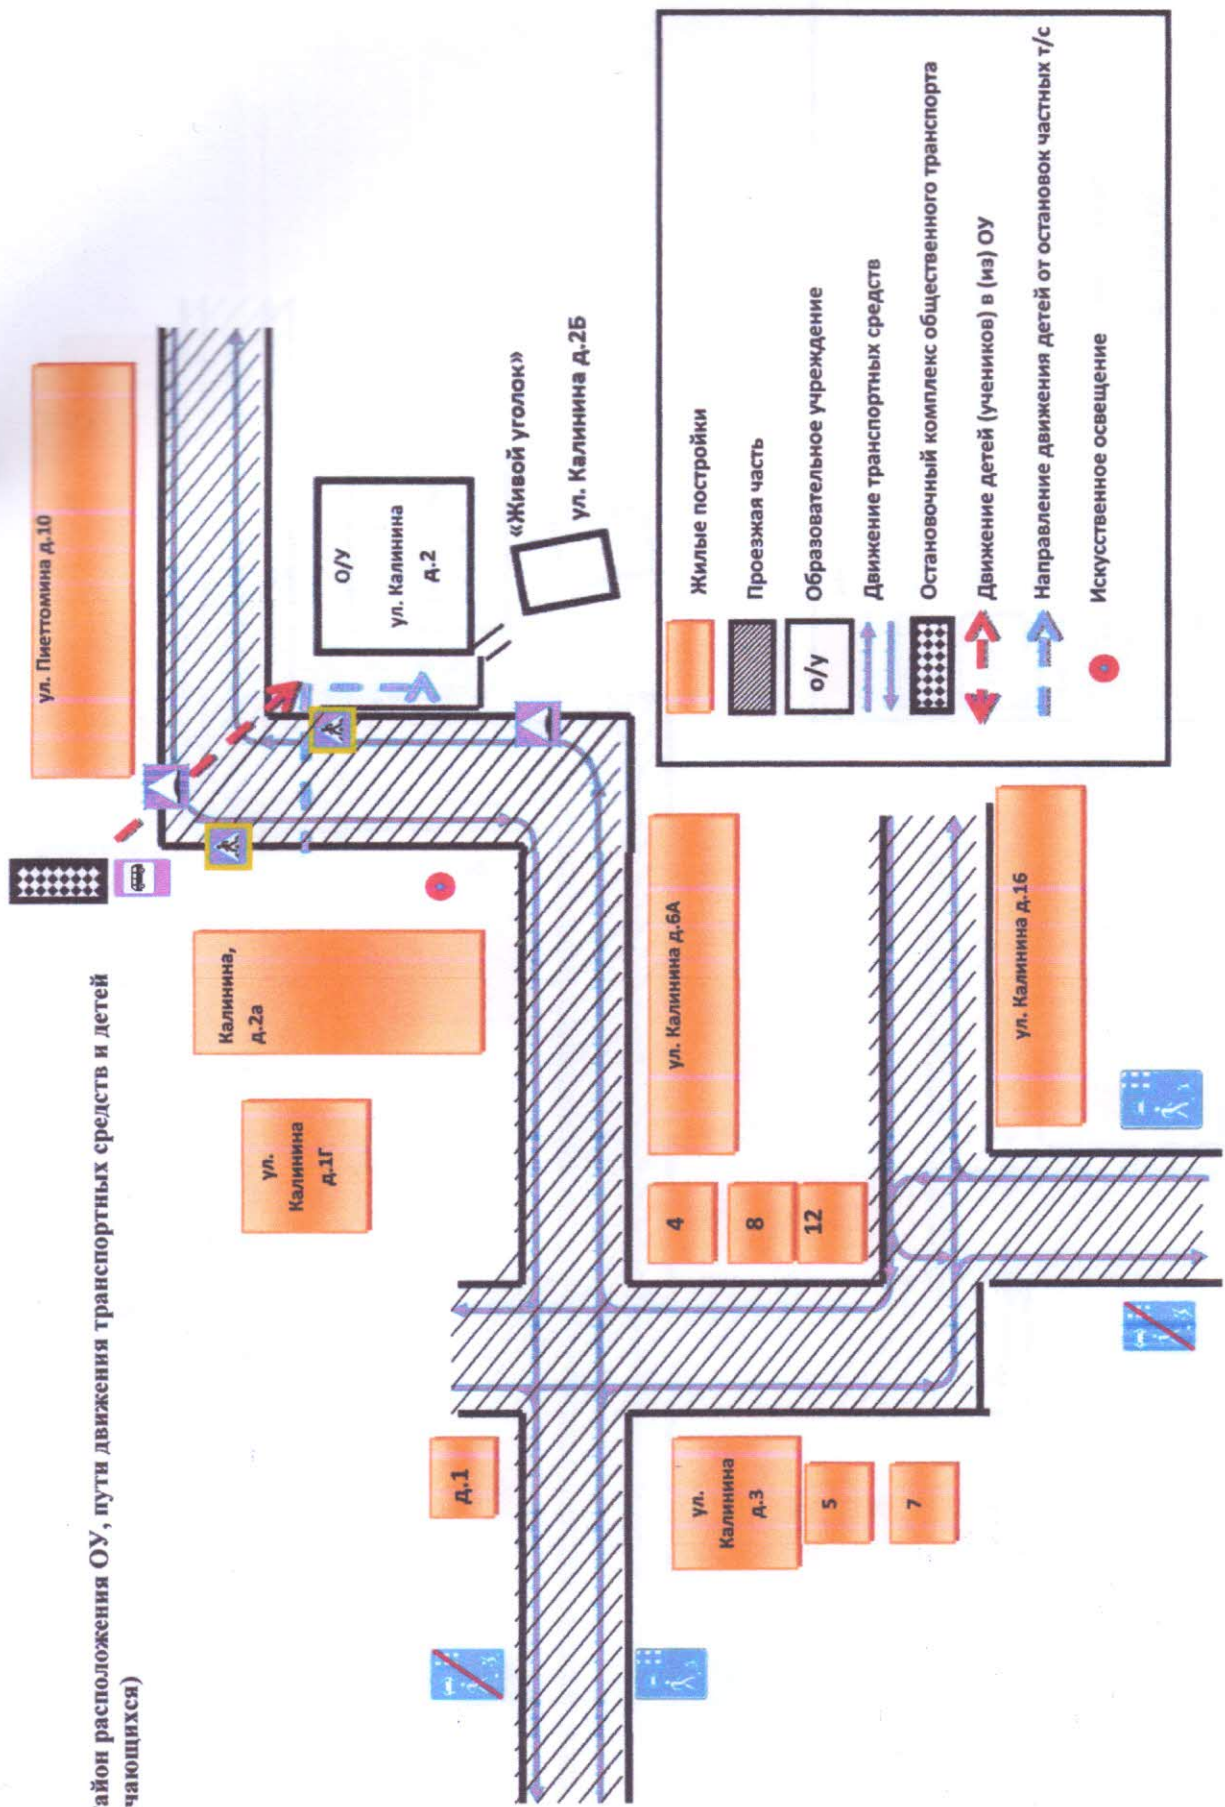 айон расположения ОУ, пути движения транспортных средств и детей
чающихся)
ул. Пиеттомина д.10
Калинина,
д.2а
ул.
Калинина
д.1Г
О/У
ул. Калинина
д.2
«Живой уголок»
ул. Калинина д.2Б
д.1
ул. Калинина д.6А
4
8
12
ул.
Калинина
д.3
5
7
ул. Калинина д.16
Жилые постройки
Проезжая часть
о/у
Образовательное учреждение
Движение транспортных средств
Остановочный комплекс общественного транспорта
Движение детей (учеников) в (из) ОУ
Направление движения детей от остановок частных т/с
Искусственное освещение